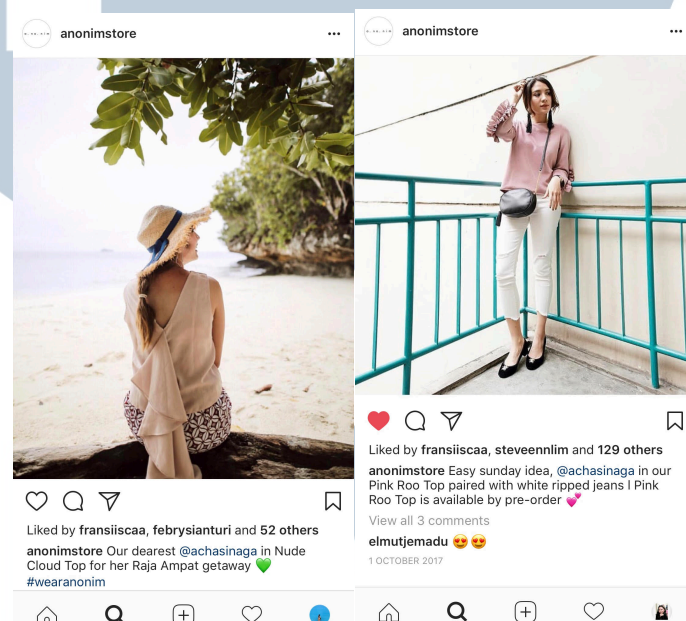 anonimstore
Liked by fransiiscaa, febrysianturi and 52 others
anonimstore Our dearest @achasinaga in Nude
Cloud Top for her Raja Ampat getaway 💚
#wearanonim
anonimstore
Liked by fransiiscaa, steveennlim and 129 others
anonimstore Easy sunday idea, @achasinaga in our
Pink Roo Top paired with white ripped jeans I Pink
Roo Top is available by pre-order 💕
View all 3 comments
elmutjemadu 😍😍
1 OCTOBER 2017